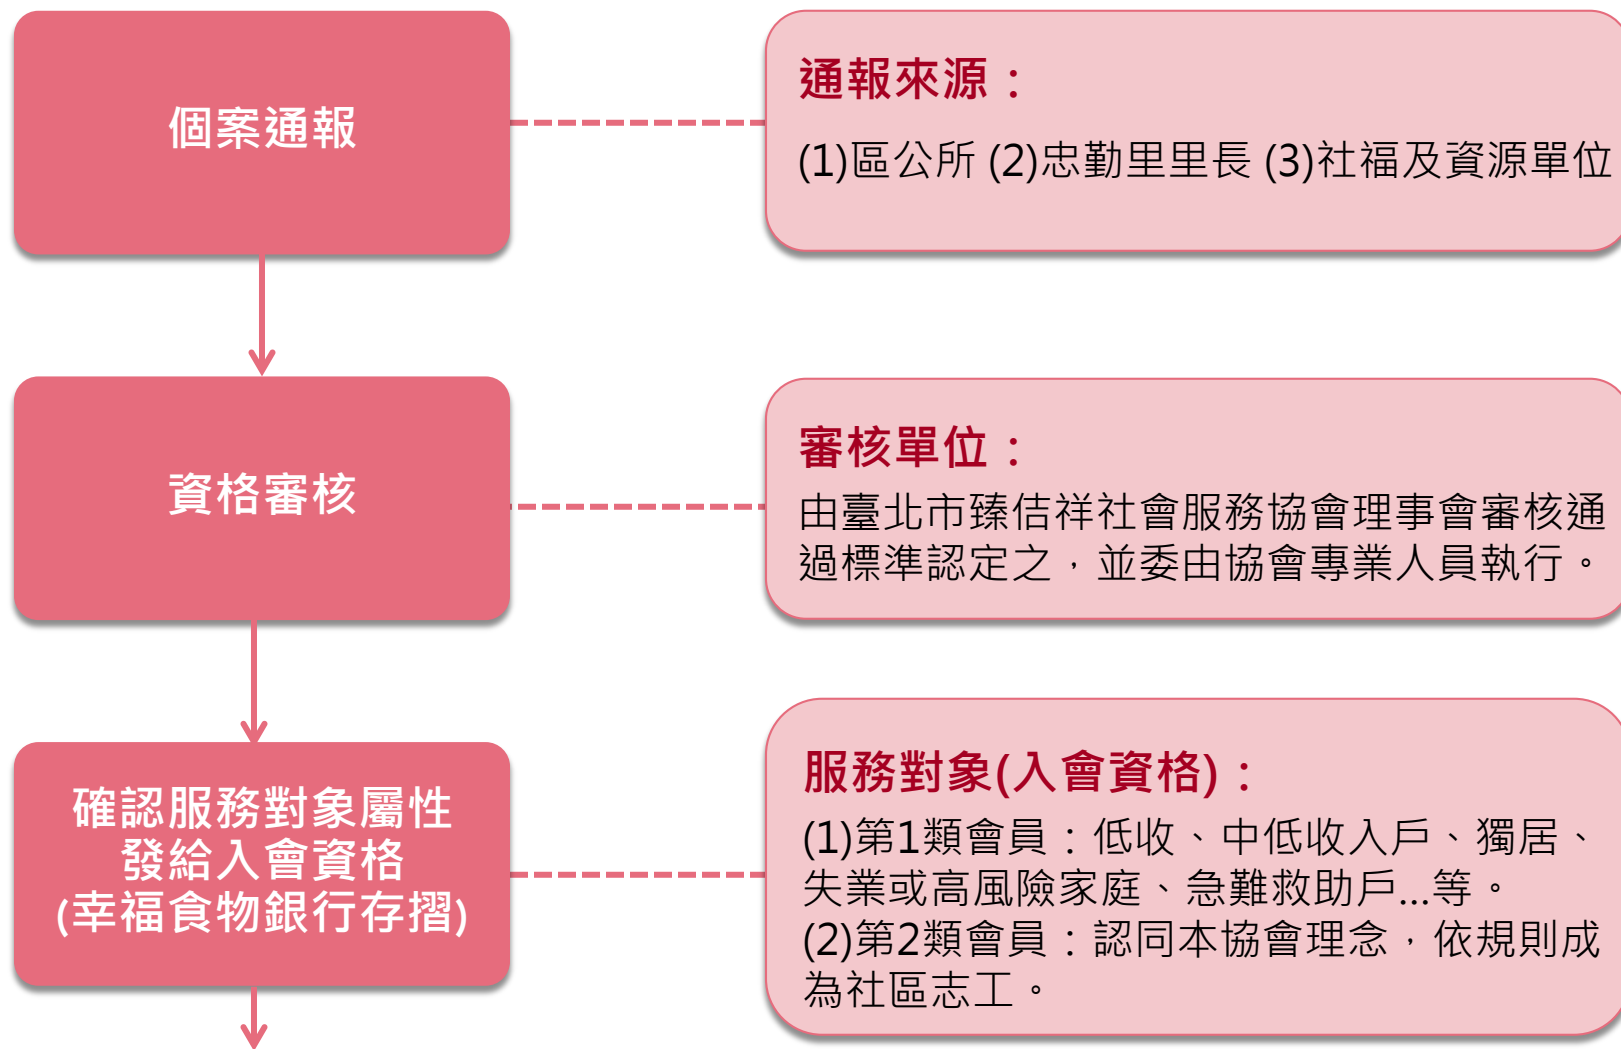 個案通報
通報來源：
(1)區公所 (2)忠勤里里長 (3)社福及資源單位
資格審核
審核單位：
由臺北市臻佶祥社會服務協會理事會審核通
過標準認定之，並委由協會專業人員執行。
確認服務對象屬性
發給入會資格
(幸福食物銀行存摺)
服務對象(入會資格)：
(1)第1類會員：低收、中低收入戶、獨居、
失業或高風險家庭、急難救助戶...等。
(2)第2類會員：認同本協會理念，依規則成
為社區志工。